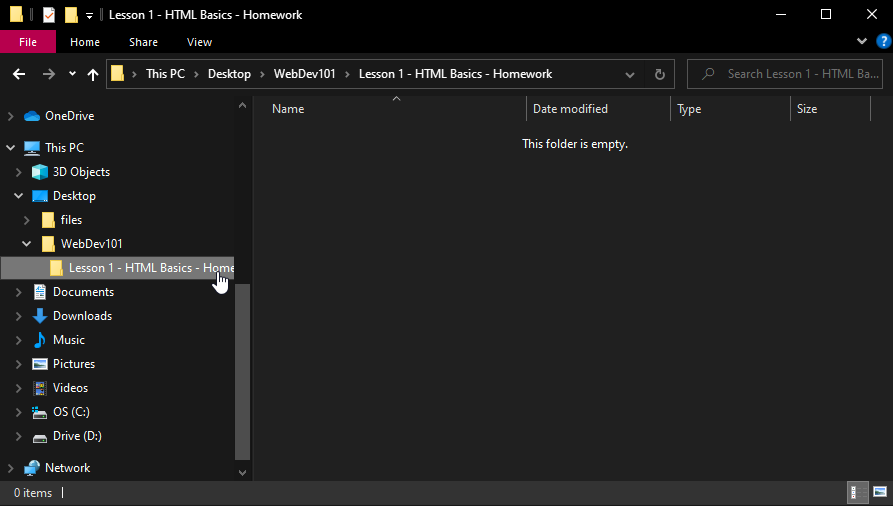 Lesson 1 - HTML Basics - Homework
File Home Share View
This PC Desktop WebDev101 Lesson 1 - HTML Basics - Homework Search Lesson 1 - HTML Ba...
Name Date modified Type Size
This folder is empty.
OneDrive
This PC
3D Objects
Desktop
files
WebDev101
Lesson 1 - HTML Basics - Home
Documents
Downloads
Music
Pictures
Videos
OS (C:)
Drive (D:)
Network
0 items